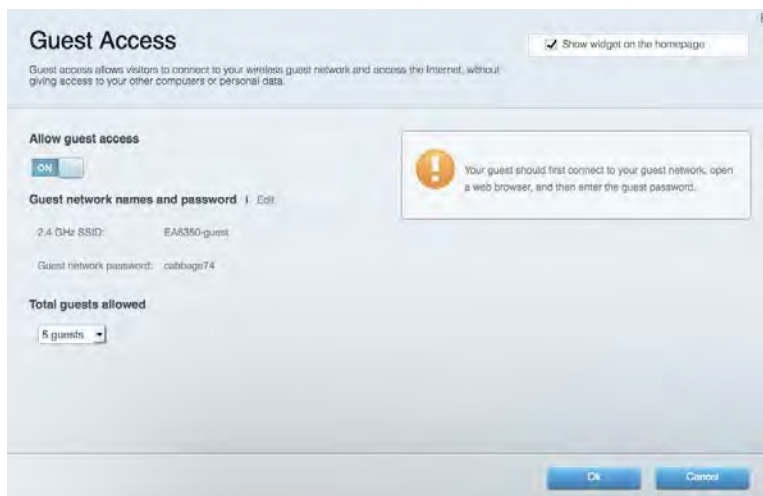 Guest Access
Show widget on the homepage
Guest access allows visitors to connect to your wireless guest network and access the Internet, without
giving access to your other computers or personal data.
Allow guest access
ON
Your guest should first connect to your guest network, open
a web browser, and then enter the guest password.
Guest network names and password | Edit
2.4 GHz SSID: EA6350-guest
Guest network password: cabbage74
Total guests allowed
5 guests
Ok
Cancel